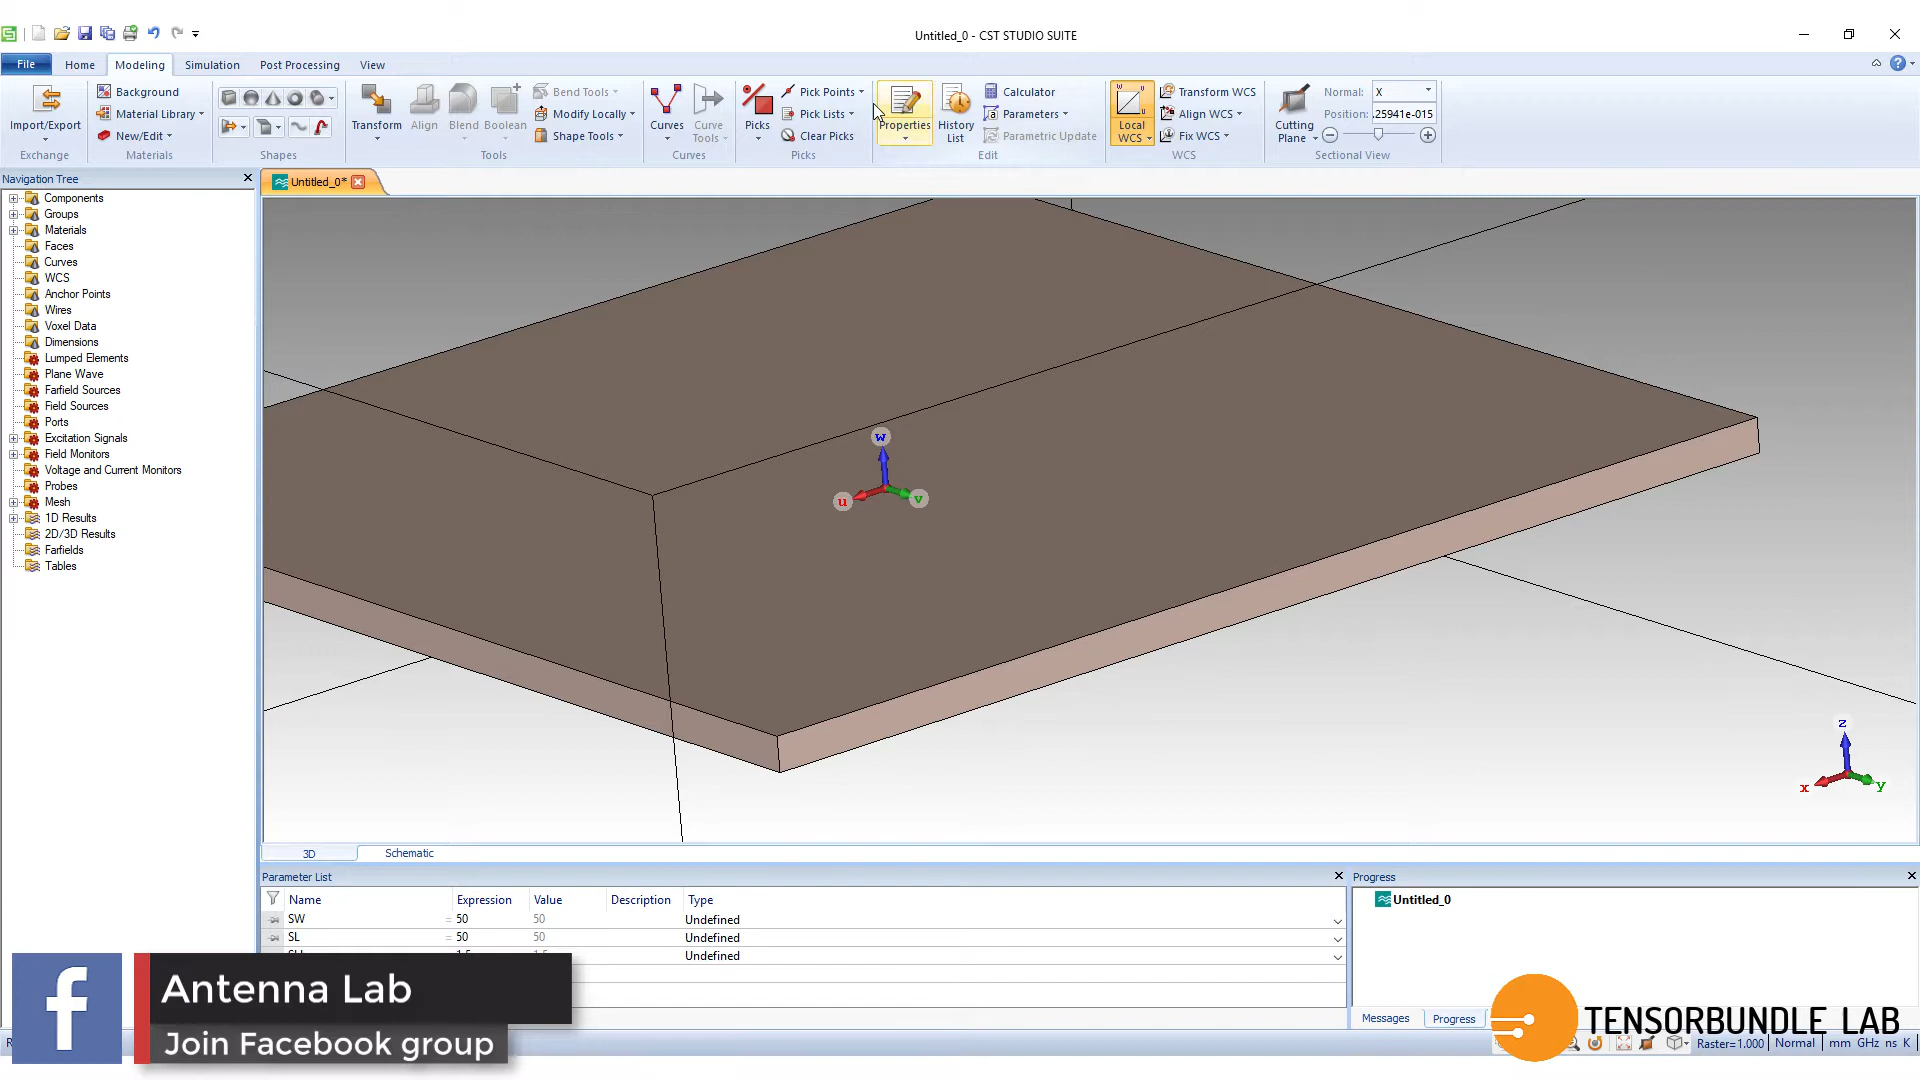 Untitled_0 - CST STUDIO SUITE
File Home Modeling Simulation Post Processing View
Import/Export
Exchange
Background
Material Library
New/Edit
Materials
Shapes
Transform
Align
Blend
Boolean
Bend Tools
Modify Locally
Shape Tools
Tools
Curves
Curve Tools
Curves
Picks
Pick Points
Pick Lists
Clear Picks
Picks
Properties
History List
Calculator
Parameters
Parametric Update
Edit
Local WCS
Transform WCS
Align WCS
Fix WCS
WCS
Cutting Plane
Normal: X
Position: .25941e-015
Sectional View
Navigation Tree
Untitled_0*
Components
Groups
Materials
Faces
Curves
WCS
Anchor Points
Wires
Voxel Data
Dimensions
Lumped Elements
Plane Wave
Farfield Sources
Field Sources
Ports
Excitation Signals
Field Monitors
Voltage and Current Monitors
Probes
Mesh
1D Results
2D/3D Results
Farfields
Tables
w
u
v
z
x
y
3D Schematic
Parameter List
Name Expression Value Description Type
SW = 50 50 Undefined
SL = 50 50 Undefined
Undefined
Progress
Untitled_0
Messages Progress
Raster=1.000 Normal mm GHz ns K
f
Antenna Lab
Join Facebook group
TENSORBUNDLE LAB